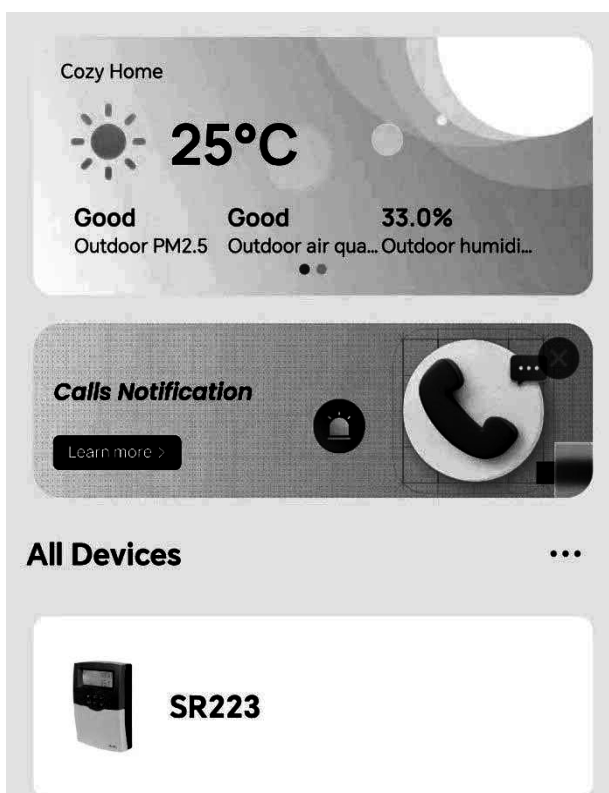 Cozy Home
25°C
Good Good 33.0%
Outdoor PM2.5 Outdoor air qua... Outdoor humidi...
Calls Notification
Learn more >
All Devices
SR223